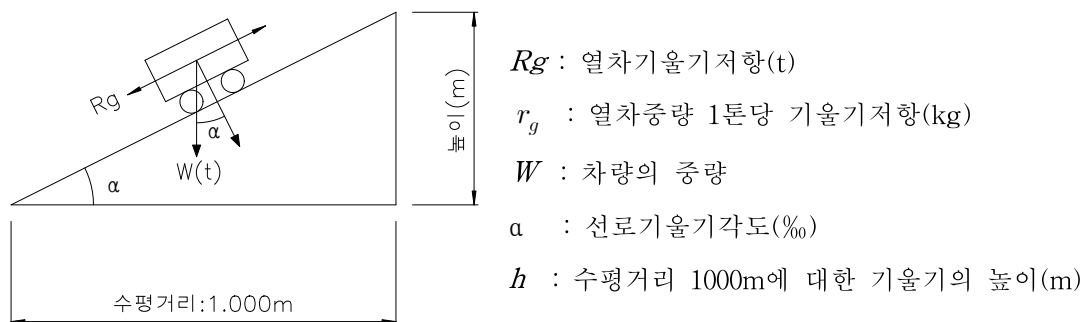 Rg
α
W(t)
α
높이(m)
수평거리:1.000m
Rg : 열차기울기저항(t)
r_g : 열차중량 1톤당 기울기저항(kg)
W : 차량의 중량
α : 선로기울기각도(‰)
h : 수평거리 1000m에 대한 기울기의 높이(m)